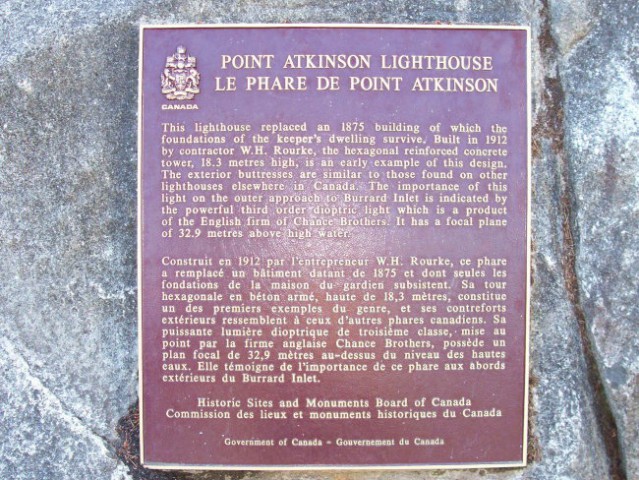 POINT ATKINSON LIGHTHOUSE
LE PHARE DE POINT ATKINSON
CANADA
This lighthouse replaced an 1875 building of which the
foundations of the keeper's dwelling survive. Built in 1912
by contractor W.H. Rourke, the hexagonal reinforced concrete
tower, 18.3 metres high, is an early example of this design.
The exterior buttresses are similar to those found on other
lighthouses elsewhere in Canada. The importance of this
light on the outer approach to Burrard Inlet is indicated by
the powerful third order dioptric light which is a product
of the English firm of Chance Brothers. It has a focal plane
of 32.9 metres above high water.
Construit en 1912 par l'entrepreneur W.H. Rourke, ce phare
a remplacé un bâtiment datant de 1875 et dont seules les
fondations de la maison du gardien subsistent. Sa tour
hexagonale en béton armé, haute de 18,3 mètres, constitue
un des premiers exemples du genre, et ses contreforts
extérieurs ressemblent à ceux d'autres phares canadiens. Sa
puissante lumière dioptrique de troisième classe, mise au
point par la firme anglaise Chance Brothers, possède un
plan focal de 32,9 mètres au-dessus du niveau des hautes
eaux. Elle témoigne de l'importance de ce phare aux abords
extérieurs du Burrard Inlet.
Historic Sites and Monuments Board of Canada
Commission des lieux et monuments historiques du Canada
Government of Canada - Gouvernement du Canada